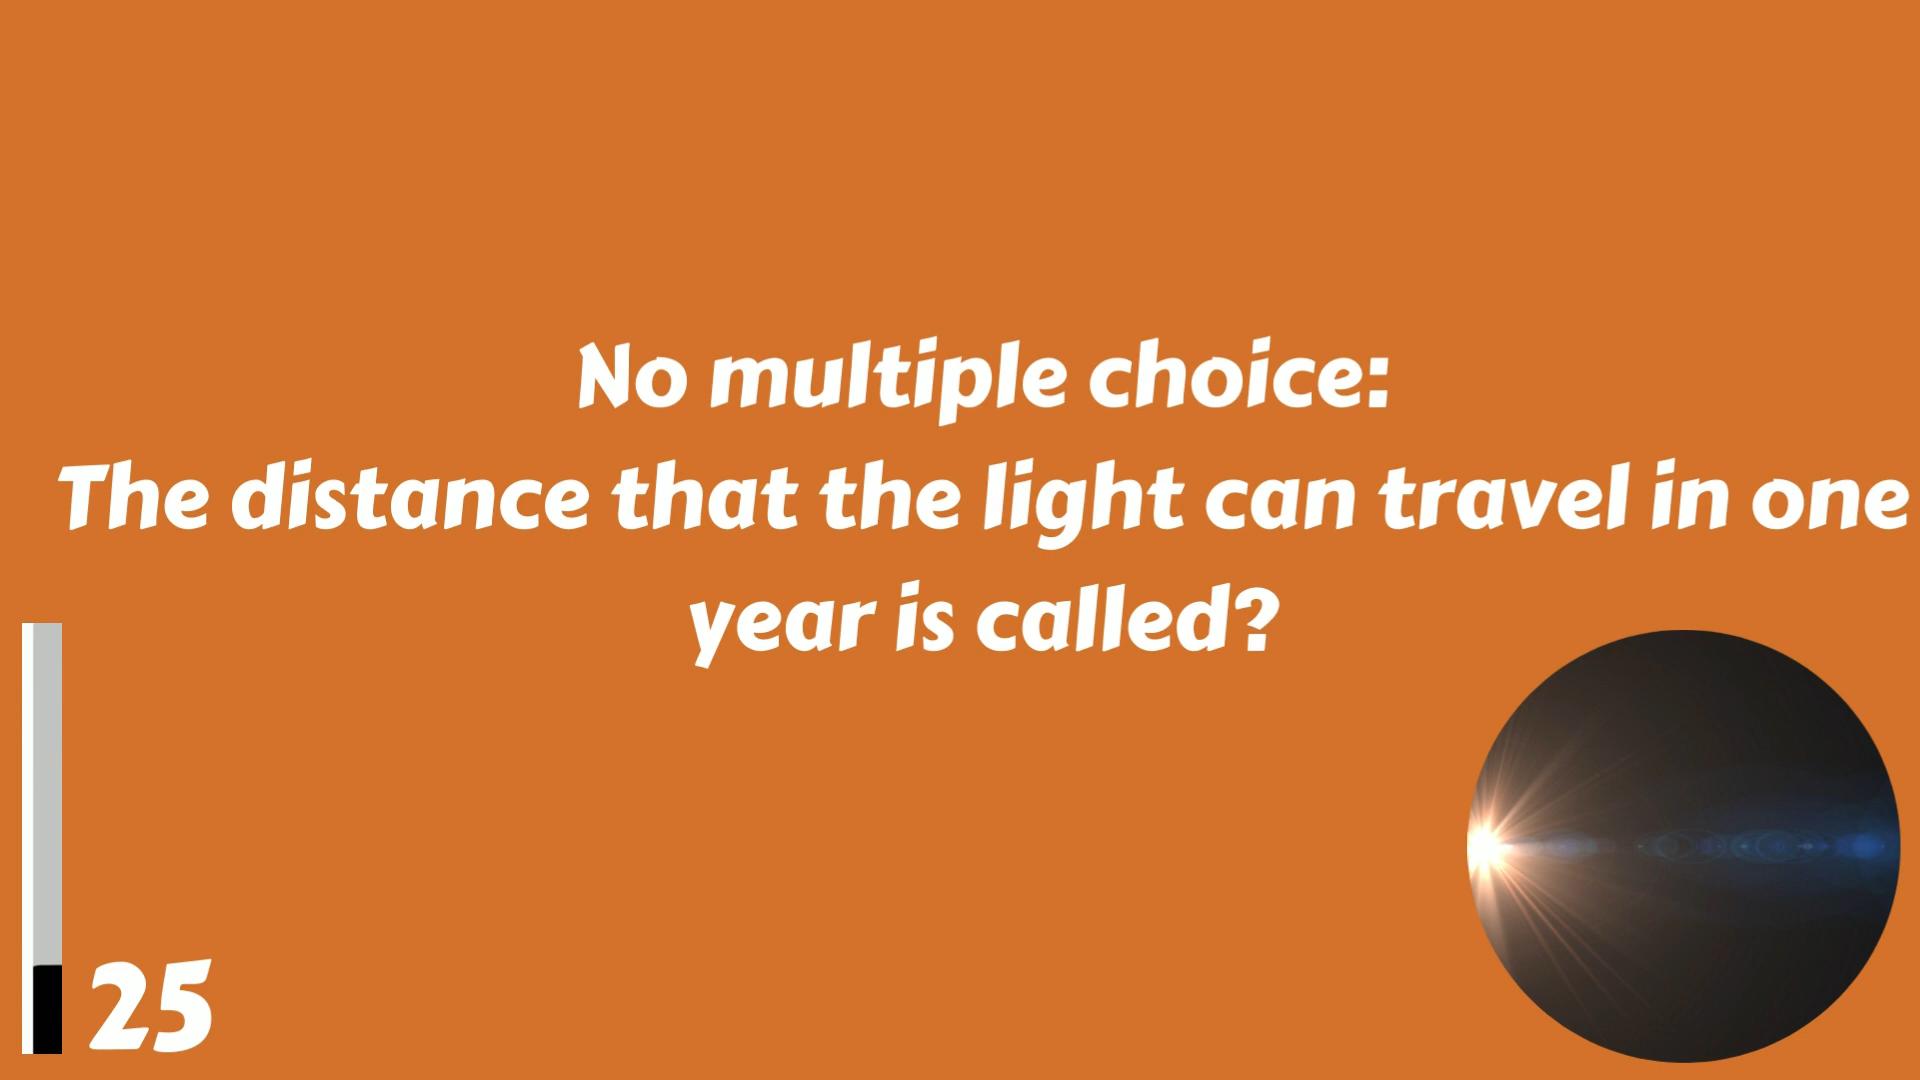 No multiple choice:
The distance that the light can travel in one
year is called?
25